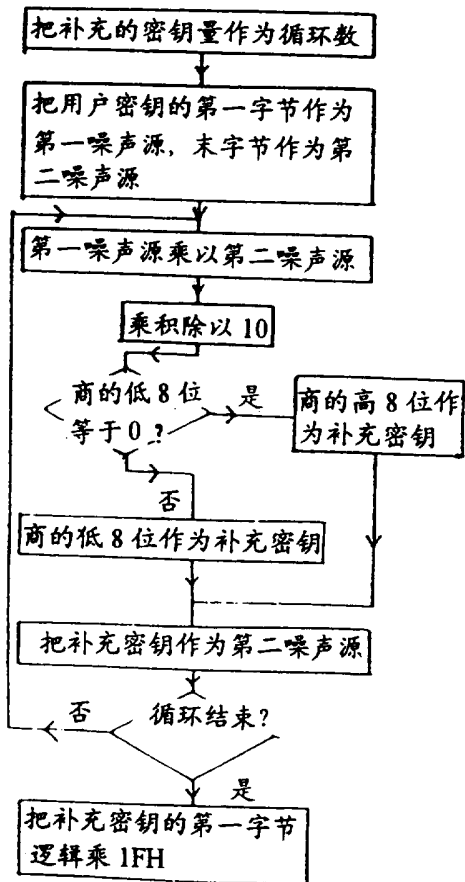 把补充的密钥量作为循环数
把用户密钥的第一字节作为
第一噪声源，末字节作为第
二噪声源
第一噪声源乘以第二噪声源
乘积除以 10
商的低 8 位
等于 0 ?
是
商的高 8 位作
为补充密钥
否
商的低 8 位作为补充密钥
把补充密钥作为第二噪声源
否
循环结束?
是
把补充密钥的第一字节
逻辑乘 1FH